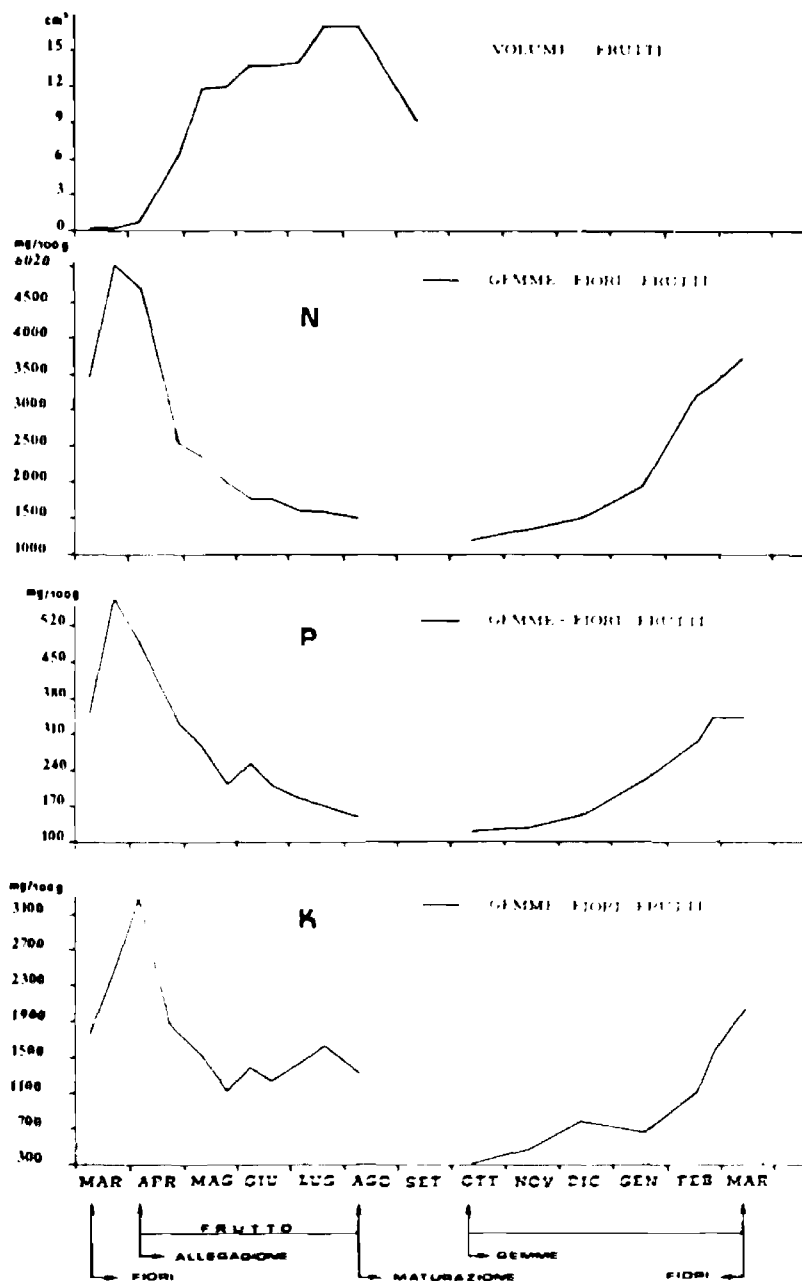 cm³
15
VOLUME FRUTTI
12
9
6
3
0
mg/100g
6020
GEMME FIORI FRUTTI
4500
N
4000
3500
3000
2500
2000
1500
1000
mg/100g
520
GEMME - FIORI FRUTTI
P
450
380
310
240
170
100
mg/100g
3100
GEMME FIORI FRUTTI
K
2700
2300
1900
1500
1100
700
300
MAR APR MAG GIU LUG AGO SET OTT NOV DIC GEN FEB MAR
FRUTTO
ALLEGAGIONE
GEMME
FIORI
MATURAZIONE
FIORI